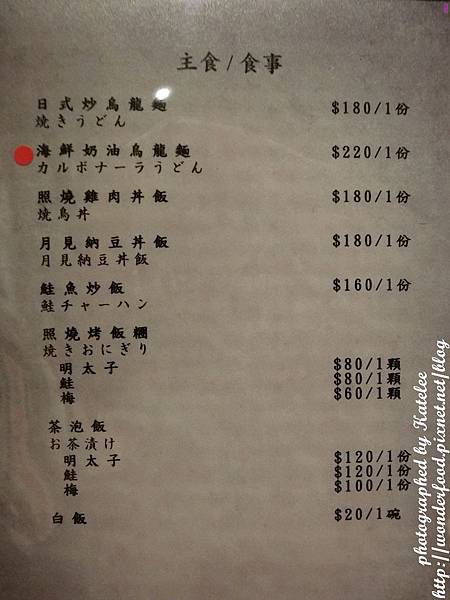 主食/食事
日式炒烏龍麵 $180/1份
焼きうどん
海鮮奶油烏龍麵 $220/1份
カルボナーラうどん
照燒雞肉丼飯 $180/1份
焼鳥丼
月見納豆丼飯 $180/1份
月見納豆丼飯
鮭魚炒飯 $160/1份
鮭チャーハン
照燒烤飯糰
焼きおにぎり
明太子 $80/1顆
鮭 $80/1顆
梅 $60/1顆
茶泡飯
お茶漬け
明太子 $120/1份
鮭 $120/1份
梅 $100/1份
白飯 $20/1碗
photographed by Katelee
http://wonderfood.pixnet.net/blog